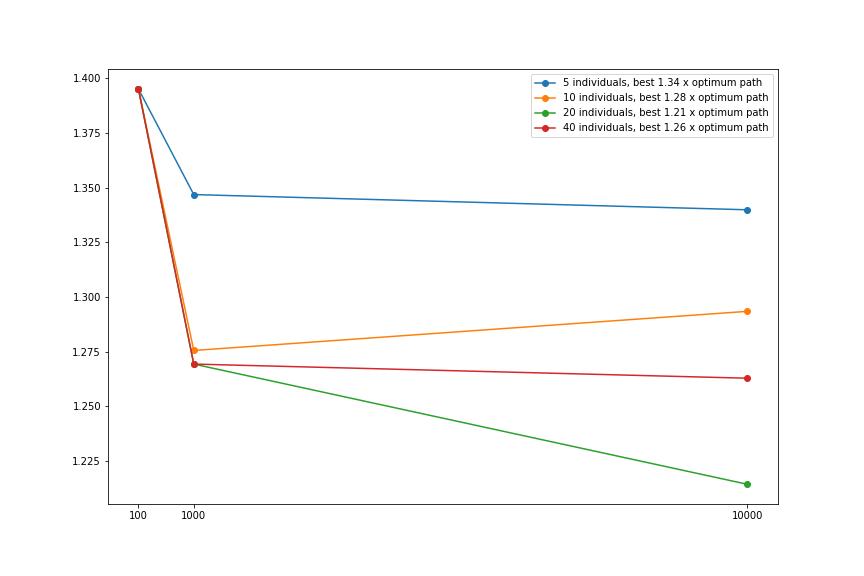 1.400
1.375
1.350
1.325
1.300
1.275
1.250
1.225
5 individuals, best 1.34 x optimum path
10 individuals, best 1.28 x optimum path
20 individuals, best 1.21 x optimum path
40 individuals, best 1.26 x optimum path
100 1000 10000